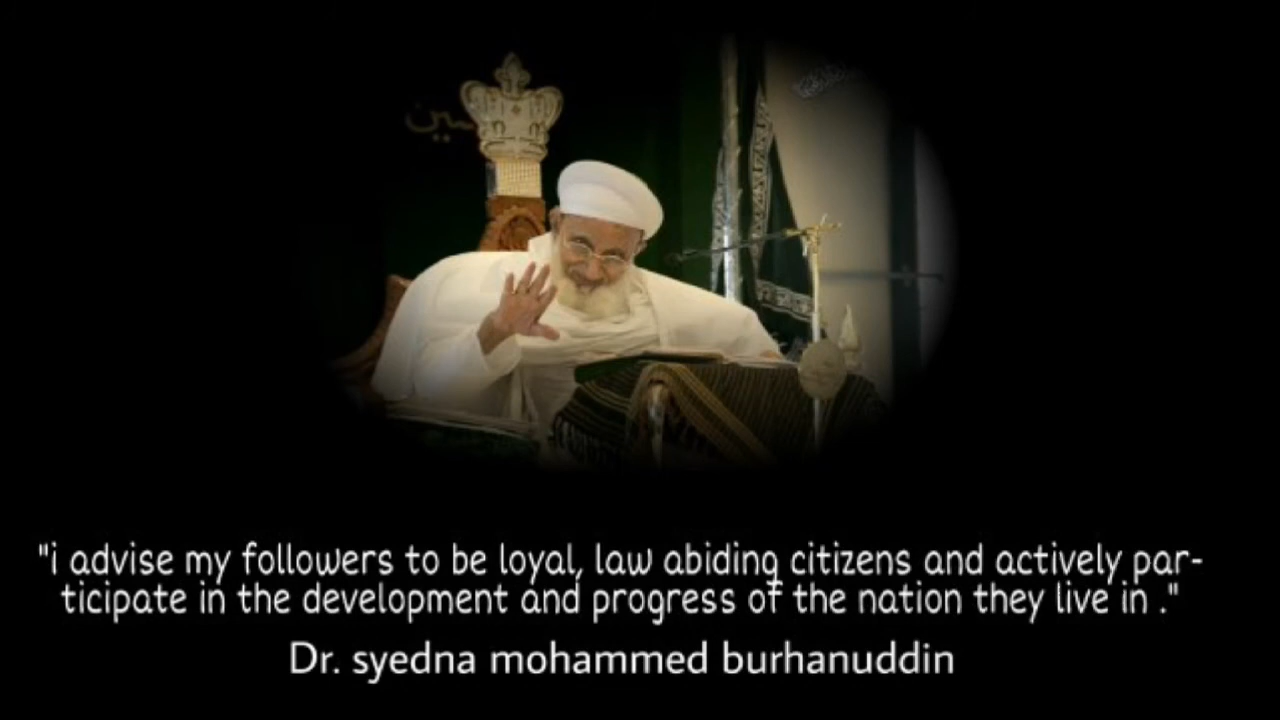 "i advise my followers to be loyal, law abiding citizens and actively par-
ticipate in the development and progress of the nation they live in ."
Dr. syedna mohammed burhanuddin